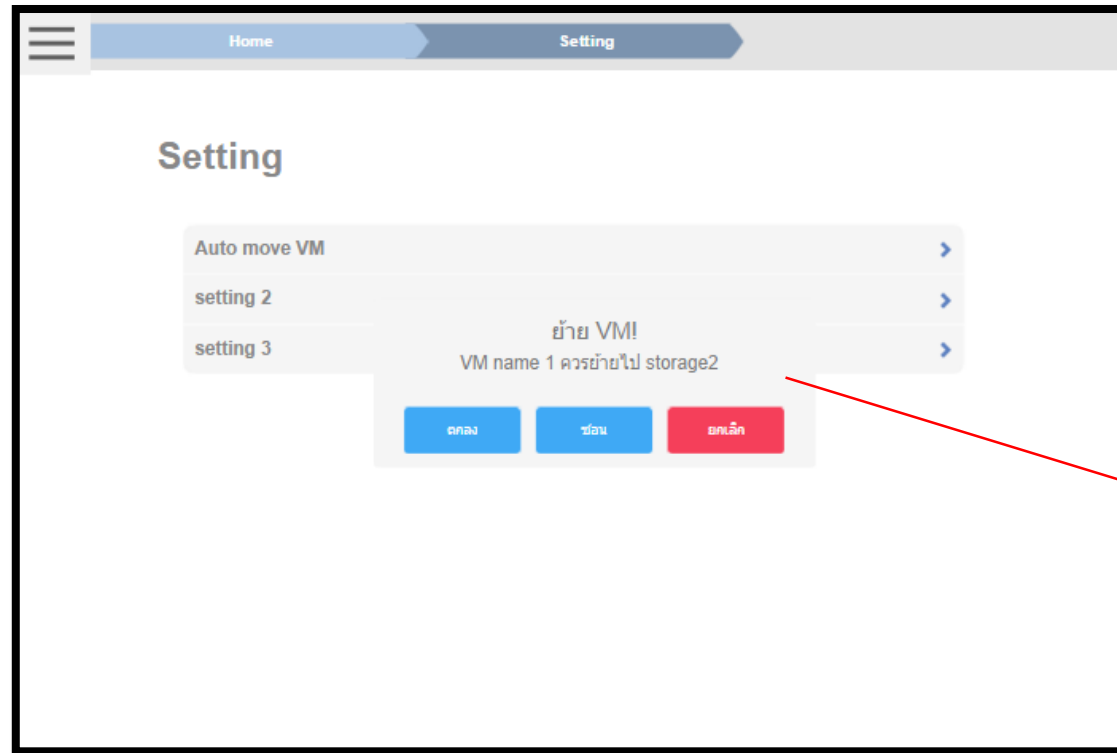 Home
Setting
Setting
Auto move VM
setting 2
setting 3
ย้าย VM!
VM name 1 ควรย้ายไป storage2
ตกลง
ซ่อน
ยกเลิก